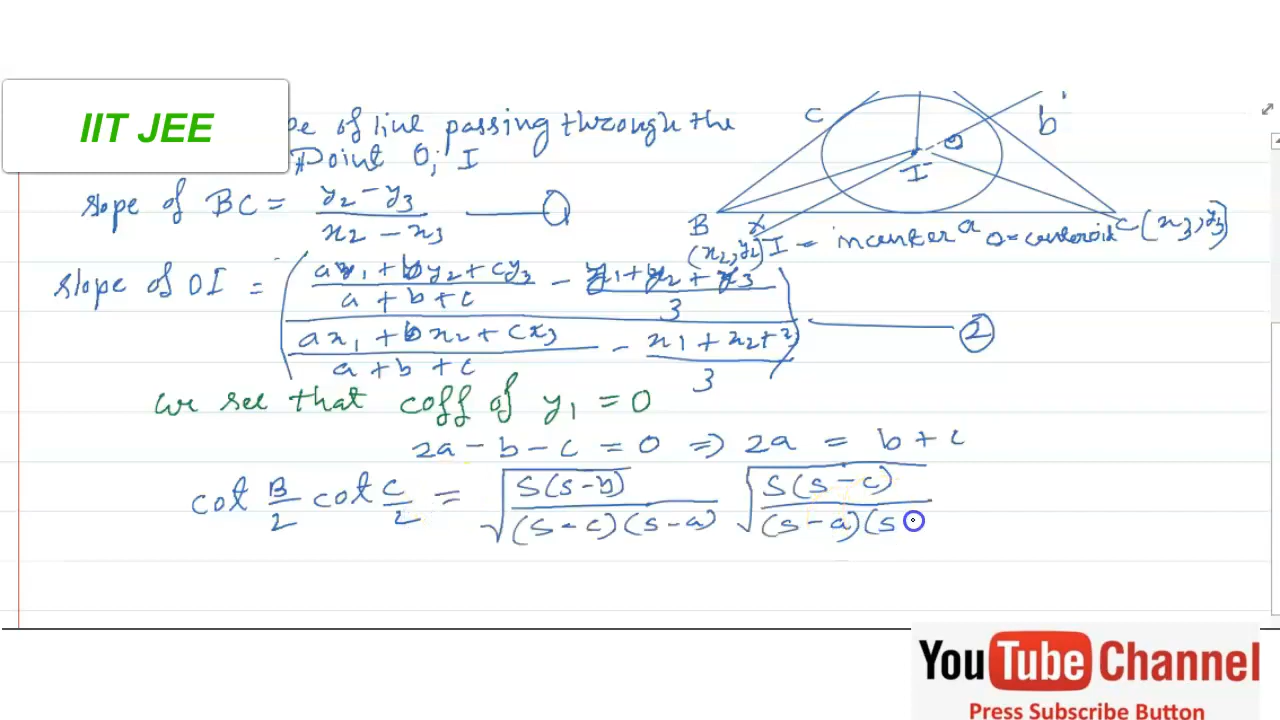 IIT JEE
pe of line passing through the
Point O, I
slope of BC = y2 - y3 / x2 - x3 —— 1
slope of OI = ( ay1 + by2 + cy3 / a + b + c - y1 + y2 + y3 / 3
ax1 + bx2 + cx3 / a + b + c - x1 + x2 + / 3 ) —— 2
c
b
O
I
B
X
(x2, y2)
a
C (x3, y3)
I = incenter O = centeroid
we see that coff of y1 = 0
2a - b - c = 0 ⇒ 2a = b + c
cot B/2 cot C/2 = √(S(s-b) / (s-c)(s-a)) √(S(s-c) / (s-a)(s
YouTube Channel
Press Subscribe Button